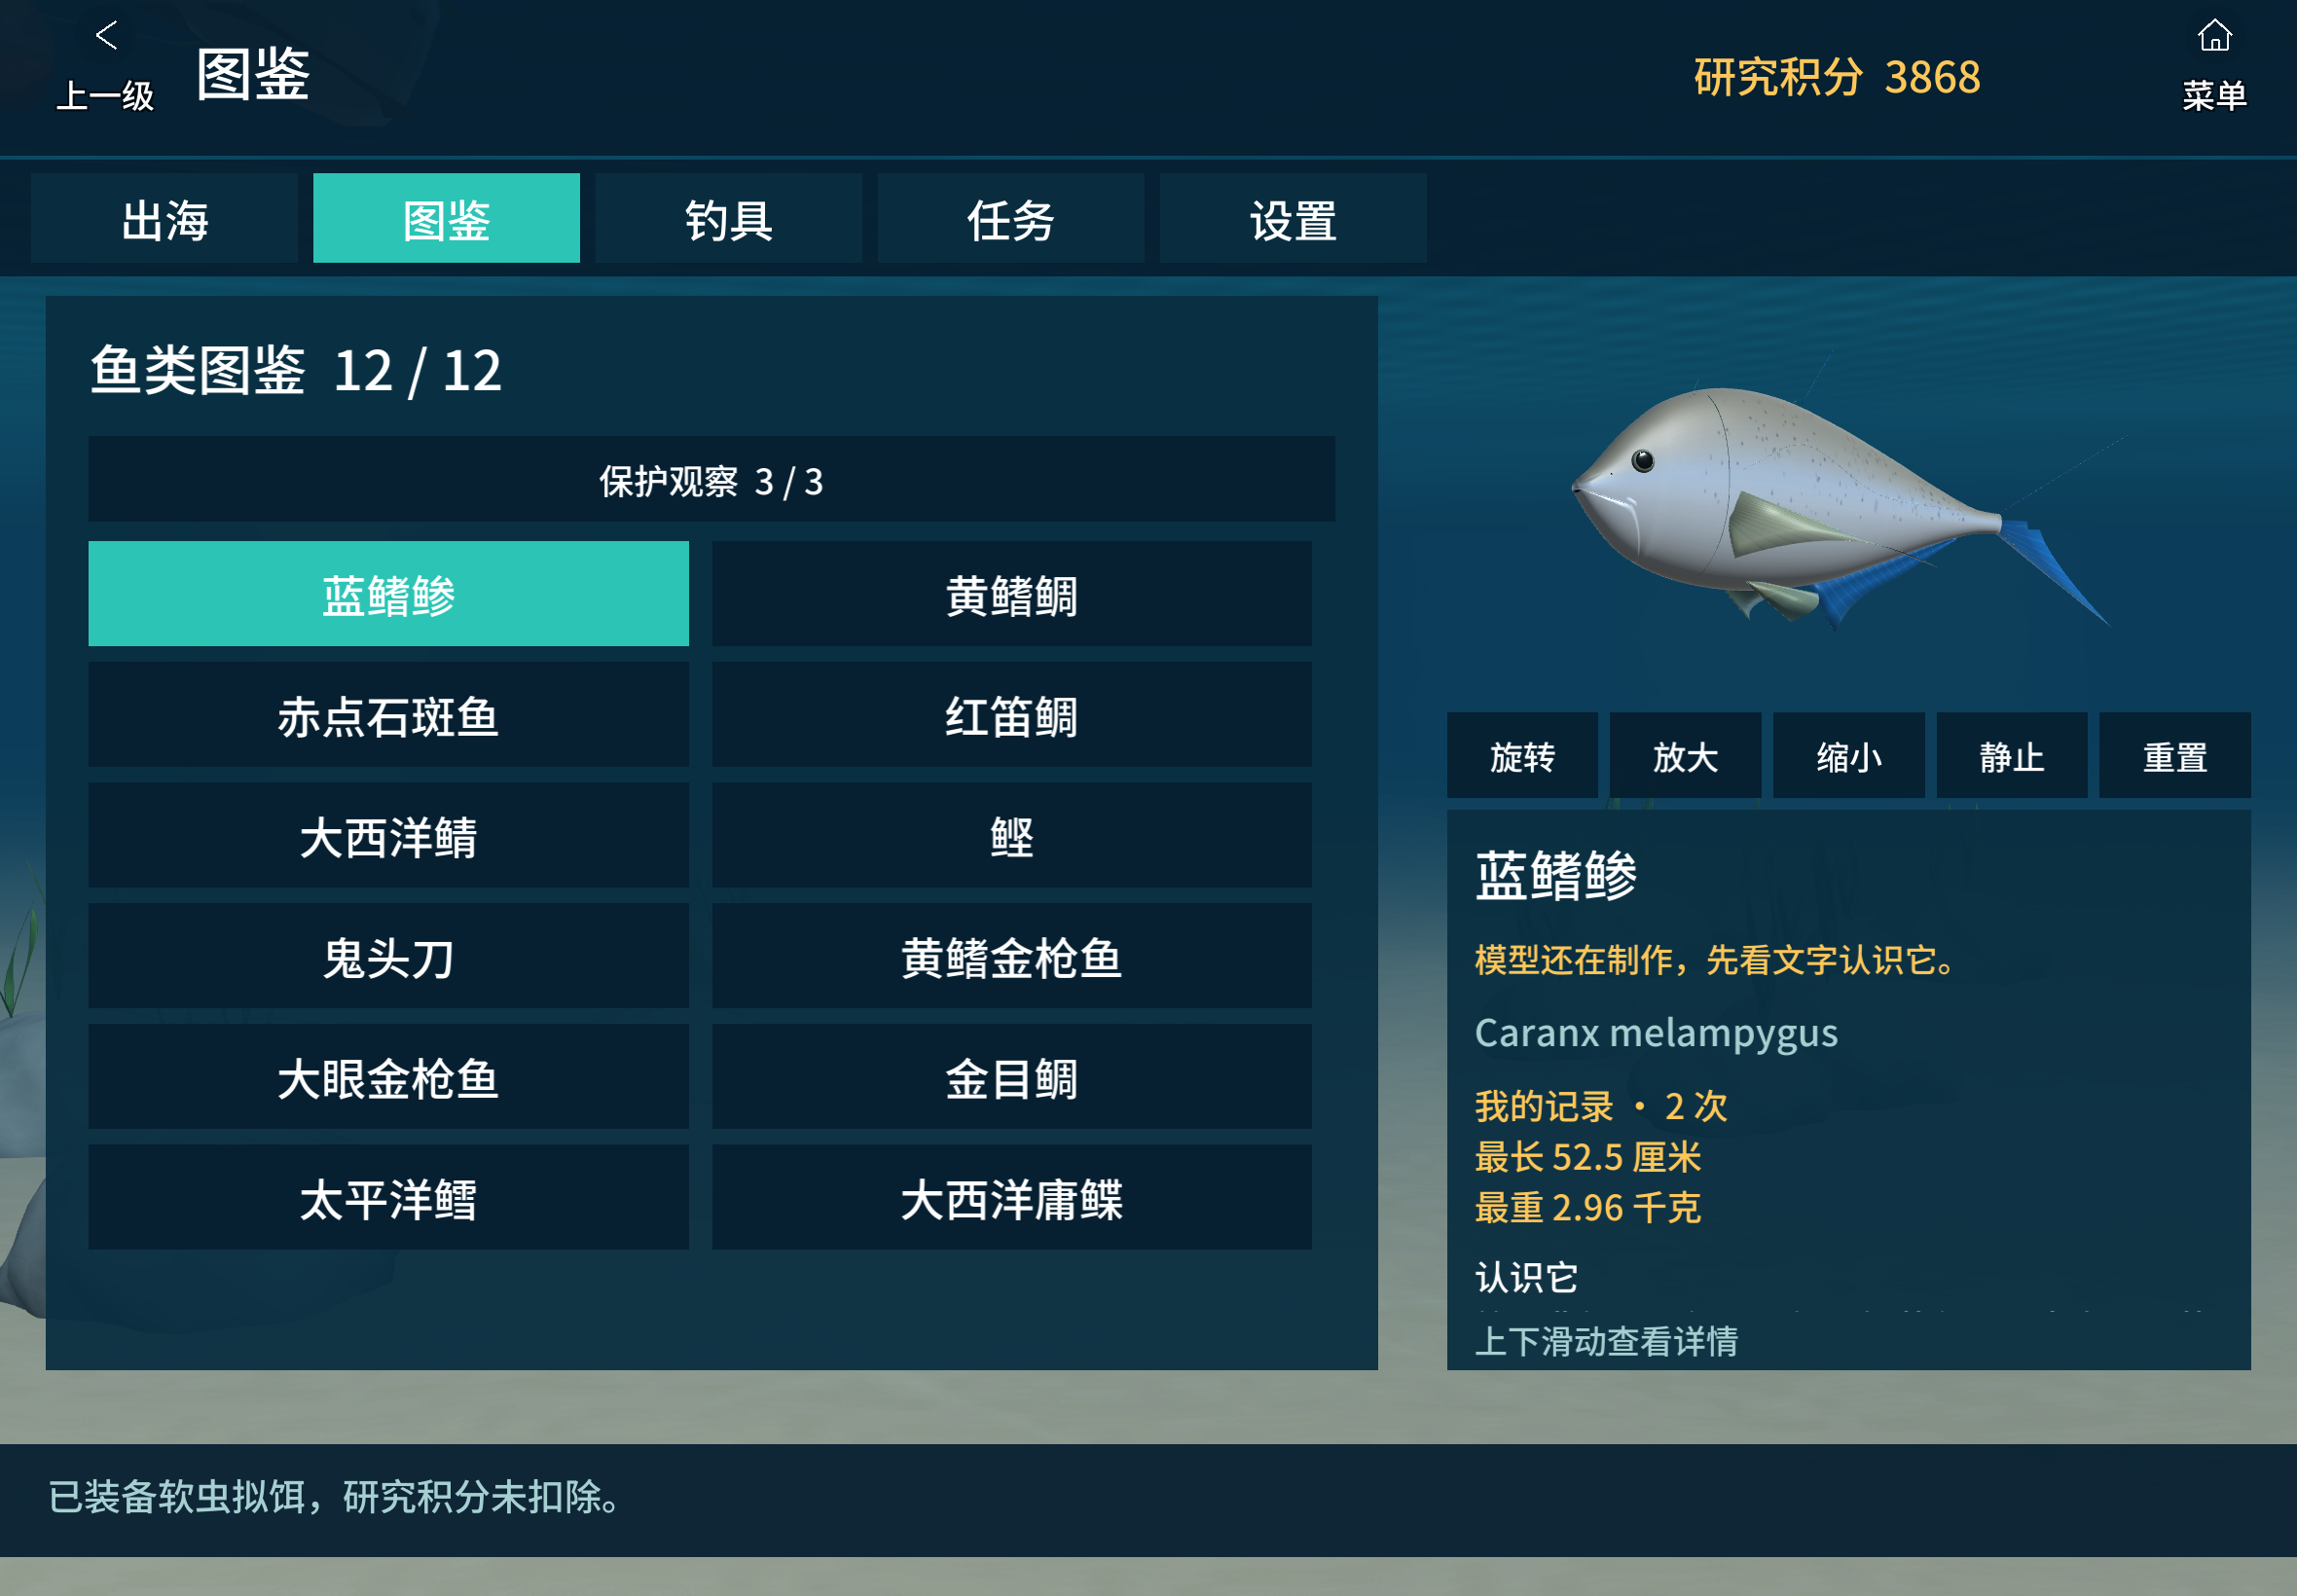 上一级
图鉴
研究积分 3868
菜单
出海
图鉴
钓具
任务
设置
鱼类图鉴 12 / 12
保护观察 3 / 3
蓝鳍鲹
黄鳍鲷
赤点石斑鱼
红笛鲷
大西洋鲭
鲣
鬼头刀
黄鳍金枪鱼
大眼金枪鱼
金目鲷
太平洋鳕
大西洋庸鲽
旋转
放大
缩小
静止
重置
蓝鳍鲹
模型还在制作，先看文字认识它。
Caranx melampygus
我的记录 · 2 次
最长 52.5 厘米
最重 2.96 千克
认识它
上下滑动查看详情
已装备软虫拟饵，研究积分未扣除。